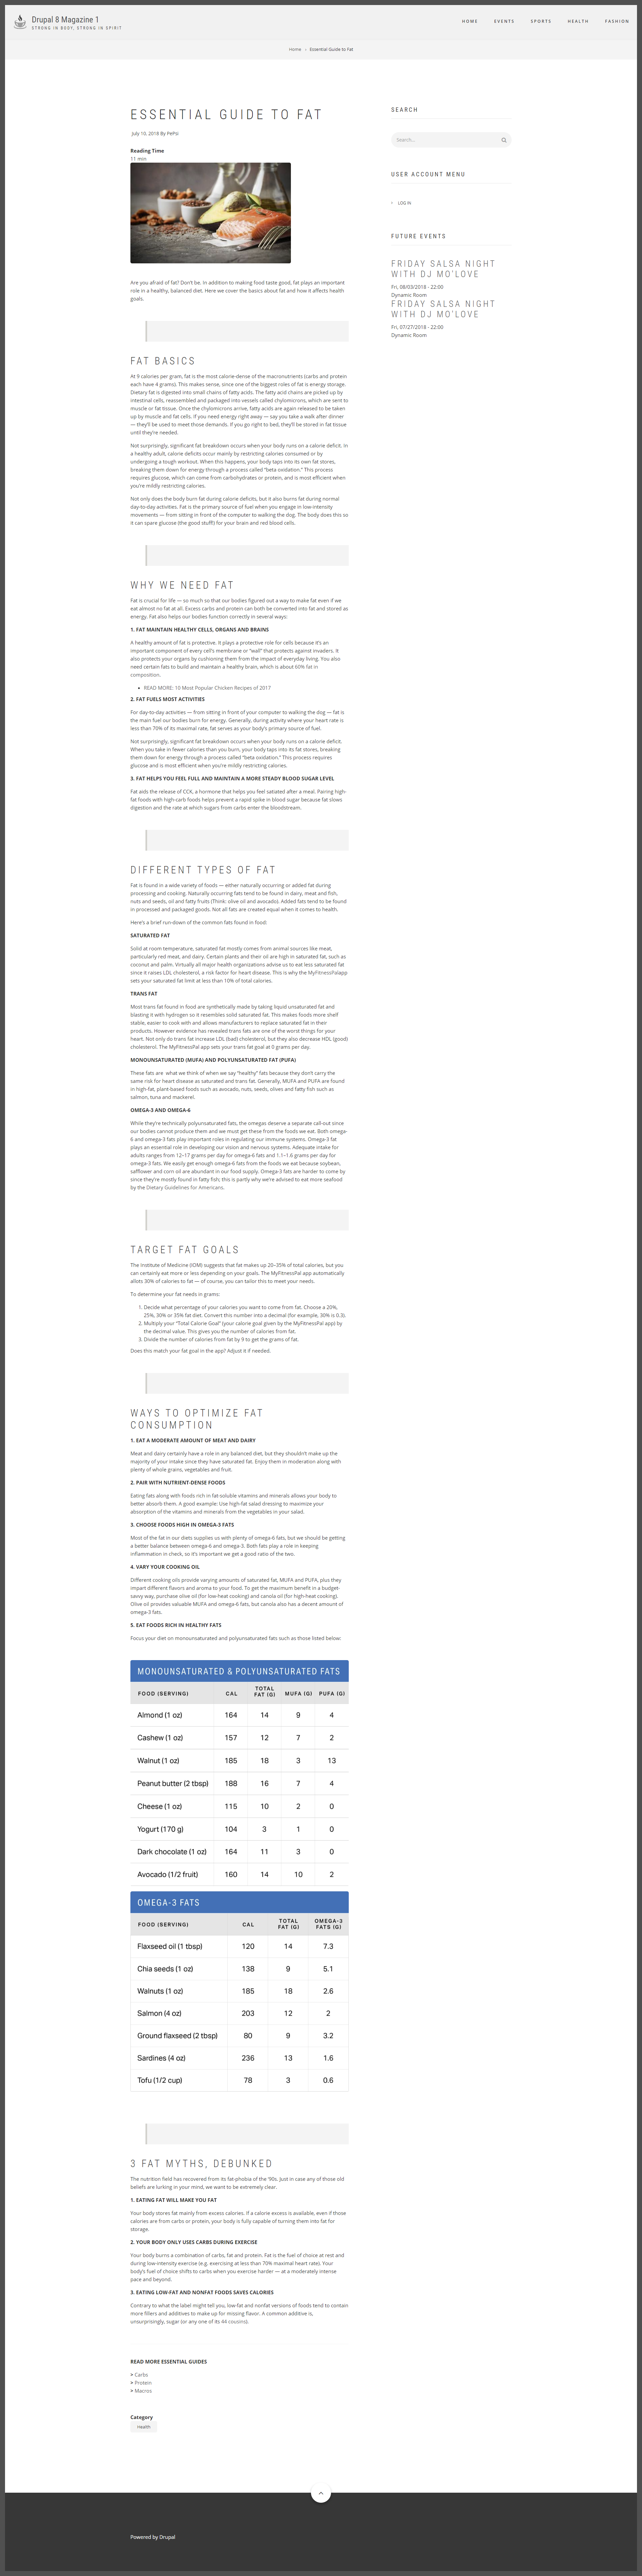 Drupal 8 Magazine 1
STRONG IN BODY, STRONG IN SPIRIT
HOME EVENTS SPORTS HEALTH FASHION
Home » Essential Guide to Fat
ESSENTIAL GUIDE TO FAT
July 10, 2018 By PePsi
Reading Time
11 min
Are you afraid of fat? Don't be. In addition to making food taste good, fat plays an important
role in a healthy, balanced diet. Here we cover the basics about fat and how it affects health
goals.
FAT BASICS
At 9 calories per gram, fat is the most calorie-dense of the macronutrients (carbs and protein
each have 4 grams). This makes sense, since one of the biggest roles of fat is energy storage.
Dietary fat is digested into small chains of fatty acids. The fatty acid chains are picked up by
intestinal cells, reassembled and packaged into vessels called chylomicrons, which are sent to
muscle or fat tissue. Once the chylomicrons arrive, fatty acids are again released to be taken
up by muscle and fat cells. If you need energy right away — say you take a walk after dinner
— they'll be used to meet those demands. If you go right to bed, they'll be stored in fat tissue
until they're needed.
Not surprisingly, significant fat breakdown occurs when your body runs on a calorie deficit. In
a healthy adult, calorie deficits occur mainly by restricting calories consumed or by
undergoing a tough workout. When this happens, your body taps into its own fat stores,
breaking them down for energy through a process called "beta oxidation." This process
requires glucose, which can come from carbohydrates or protein, and is most efficient when
you're mildly restricting calories.
Not only does the body burn fat during calorie deficits, but it also burns fat during normal
day-to-day activities. Fat is the primary source of fuel when you engage in low-intensity
movements — from sitting in front of the computer to walking the dog. The body does this so
it can spare glucose (the good stuff!) for your brain and red blood cells.
WHY WE NEED FAT
Fat is crucial for life — so much so that our bodies figured out a way to make fat even if we
eat almost no fat at all. Excess carbs and protein can both be converted into fat and stored as
energy. Fat also helps our bodies function correctly in several ways:
1. FAT MAINTAIN HEALTHY CELLS, ORGANS AND BRAINS
A healthy amount of fat is protective. It plays a protective role for cells because it's an
important component of every cell's membrane or "wall" that protects against invaders. It
also protects your organs by cushioning them from the impact of everyday living. You also
need certain fats to build and maintain a healthy brain, which is about 60% fat in
composition.
• READ MORE: 10 Most Popular Chicken Recipes of 2017
2. FAT FUELS MOST ACTIVITIES
For day-to-day activities — from sitting in front of your computer to walking the dog — fat is
the main fuel our bodies burn for energy. Generally, during activity where your heart rate is
less than 70% of its maximal rate, fat serves as your body's primary source of fuel.
Not surprisingly, significant fat breakdown occurs when your body runs on a calorie deficit.
When you take in fewer calories than you burn, your body taps into its fat stores, breaking
them down for energy through a process called "beta oxidation." This process requires
glucose and is most efficient when you're mildly restricting calories.
3. FAT HELPS YOU FEEL FULL AND MAINTAIN A MORE STEADY BLOOD SUGAR LEVEL
Fat aids the release of CCK, a hormone that helps you feel satiated after a meal. Pairing high-
fat foods with high-carb foods helps prevent a rapid spike in blood sugar because fat slows
digestion and the rate at which sugars from carbs enter the bloodstream.
DIFFERENT TYPES OF FAT
Fat is found in a wide variety of foods — either naturally occurring or added fat during
processing and cooking. Naturally occurring fats tend to be found in dairy, meat and fish,
nuts and seeds, oil and fatty fruits (Think: olive oil and avocados). Added fats tend to be found
in processed and packaged goods. Not all fats are created equal when it comes to health.
Here's a brief run-down of the common fats found in food:
SATURATED FAT
Solid at room temperature, saturated fat mostly comes from animal sources like meat,
particularly red meat, and dairy. Certain plants and their oil are high in saturated fat, such as
coconut and palm. Virtually all major health organizations advise us to eat less saturated fat
since it raises LDL cholesterol, a risk factor for heart disease. This is why the MyFitnessPalapp
sets your saturated fat limit at less than 10% of total calories.
TRANS FAT
Most trans fat found in food are synthetically made by taking liquid unsaturated fat and
blasting it with hydrogen so it resembles solid saturated fat. This makes foods more shelf
stable, easier to cook with and allows manufacturers to replace saturated fat in their
products. However evidence has revealed trans fats are one of the worst things for your
heart. Not only do trans fat increase LDL (bad) cholesterol, but they also decrease HDL (good)
cholesterol. The MyFitnessPal app sets your trans fat goal at 0 grams per day.
MONOUNSATURATED (MUFA) AND POLYUNSATURATED FAT (PUFA)
These fats are what we think of when we say "healthy" fats because they don't carry the
same risk for heart disease as saturated and trans fat. Generally, MUFA and PUFA are found
in high-fat, plant-based foods such as avocado, nuts, seeds, olives and fatty fish such as
salmon, tuna and mackerel.
OMEGA-3 AND OMEGA-6
While they're technically polyunsaturated fats, the omegas deserve a separate call-out since
our bodies cannot produce them and we must get these from the foods we eat. Both omega-
6 and omega-3 fats play important roles in regulating our immune systems. Omega-3 fat
plays an essential role in developing our vision and nervous systems. Adequate intake for
adults ranges from 12–17 grams per day for omega-6 fats and 1.1–1.6 grams per day for
omega-3 fats. We easily get enough omega-6 fats from the foods we eat because soybean,
safflower and corn oil are abundant in our food supply. Omega-3 fats are harder to come by
since they're mostly found in fatty fish; this is partly why we're advised to eat more seafood
by the Dietary Guidelines for Americans.
TARGET FAT GOALS
The Institute of Medicine (IOM) suggests that fat makes up 20–35% of total calories, but you
can certainly eat more or less depending on your goals. The MyFitnessPal app automatically
allots 30% of calories to fat — of course, you can tailor this to meet your needs.
To determine your fat needs in grams:
1. Decide what percentage of your calories you want to come from fat. Choose a 20%,
25%, 30% or 35% fat diet. Convert this number into a decimal (for example, 30% is 0.3).
2. Multiply your "Total Calorie Goal" (your calorie goal given by the MyFitnessPal app) by
the decimal value. This gives you the number of calories from fat.
3. Divide the number of calories from fat by 9 to get the grams of fat.
Does this match your fat goal in the app? Adjust it if needed.
WAYS TO OPTIMIZE FAT
CONSUMPTION
1. EAT A MODERATE AMOUNT OF MEAT AND DAIRY
Meat and dairy certainly have a role in any balanced diet, but they shouldn't make up the
majority of your intake since they have saturated fat. Enjoy them in moderation along with
plenty of whole grains, vegetables and fruit.
2. PAIR WITH NUTRIENT-DENSE FOODS
Eating fats along with foods rich in fat-soluble vitamins and minerals allows your body to
better absorb them. A good example: Use high-fat salad dressing to maximize your
absorption of the vitamins and minerals from the vegetables in your salad.
3. CHOOSE FOODS HIGH IN OMEGA-3 FATS
Most of the fat in our diets supplies us with plenty of omega-6 fats, but we should be getting
a better balance between omega-6 and omega-3. Both fats play a role in keeping
inflammation in check, so it's important we get a good ratio of the two.
4. VARY YOUR COOKING OIL
Different cooking oils provide varying amounts of saturated fat, MUFA and PUFA, plus they
impart different flavors and aroma to your food. To get the maximum benefit in a budget-
savvy way, purchase olive oil (for low-heat cooking) and canola oil (for high-heat cooking).
Olive oil provides valuable MUFA and omega-6 fats, but canola also has a decent amount of
omega-3 fats.
5. EAT FOODS RICH IN HEALTHY FATS
Focus your diet on monounsaturated and polyunsaturated fats such as those listed below:
MONOUNSATURATED & POLYUNSATURATED FATS
FOOD (SERVING) CAL TOTAL FAT (G) MUFA (G) PUFA (G)
Almond (1 oz) 164 14 9 4
Cashew (1 oz) 157 12 7 2
Walnut (1 oz) 185 18 3 13
Peanut butter (2 tbsp) 188 16 7 4
Cheese (1 oz) 115 10 2 0
Yogurt (170 g) 104 3 1 0
Dark chocolate (1 oz) 164 11 3 0
Avocado (1/2 fruit) 160 14 10 2
OMEGA-3 FATS
FOOD (SERVING) CAL TOTAL FAT (G) OMEGA-3 FATS (G)
Flaxseed oil (1 tbsp) 120 14 7.3
Chia seeds (1 oz) 138 9 5.1
Walnuts (1 oz) 185 18 2.6
Salmon (4 oz) 203 12 2
Ground flaxseed (2 tbsp) 80 9 3.2
Sardines (4 oz) 236 13 1.6
Tofu (1/2 cup) 78 3 0.6
3 FAT MYTHS, DEBUNKED
The nutrition field has recovered from its fat-phobia of the '90s. Just in case any of those old
beliefs are lurking in your mind, we want to be extremely clear:
1. EATING FAT WILL MAKE YOU FAT
Your body stores fat mainly from excess calories. If a calorie excess is available, even if those
calories are from carbs or protein, your body is fully capable of turning them into fat for
storage.
2. YOUR BODY ONLY USES CARBS DURING EXERCISE
Your body burns a combination of carbs, fat and protein. Fat is the fuel of choice at rest and
during low-intensity exercise (e.g. exercising at less than 70% maximal heart rate). Your
body's fuel of choice shifts to carbs when you exercise harder — at a moderately intense
pace and beyond.
3. EATING LOW-FAT AND NONFAT FOODS SAVES CALORIES
Contrary to what the label might tell you, low-fat and nonfat versions of foods tend to contain
more fillers and additives to make up for missing flavor. A common additive is,
unsurprisingly, sugar (or any one of its 44 cousins).
READ MORE ESSENTIAL GUIDES
> Carbs
> Protein
> Macros
Category
Health
SEARCH
Search...
USER ACCOUNT MENU
LOG IN
FUTURE EVENTS
FRIDAY SALSA NIGHT
WITH DJ MO'LOVE
Fri, 08/03/2018 - 22:00
Dynamic Room
FRIDAY SALSA NIGHT
WITH DJ MO'LOVE
Fri, 07/27/2018 - 22:00
Dynamic Room
Powered by Drupal